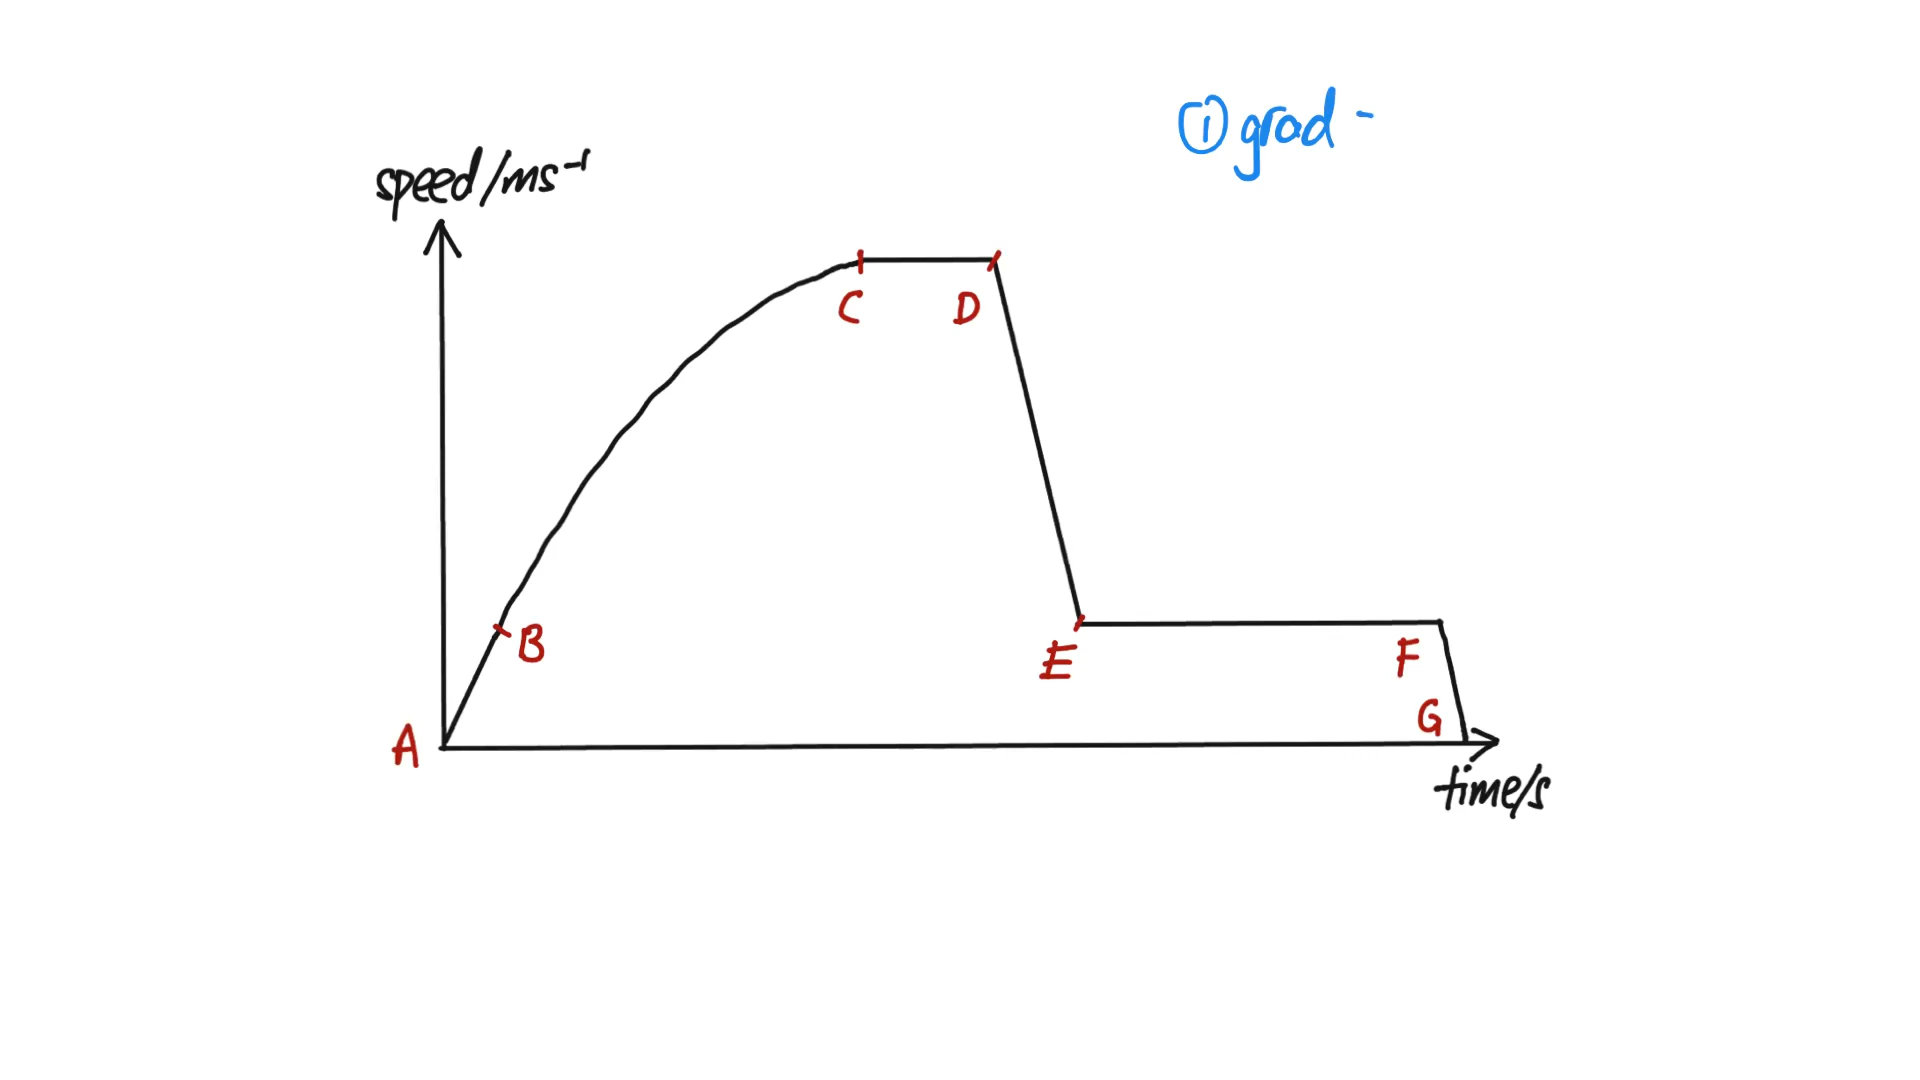 ① grad -
speed/ms⁻¹
C
D
B
E
F
G
A
time/s